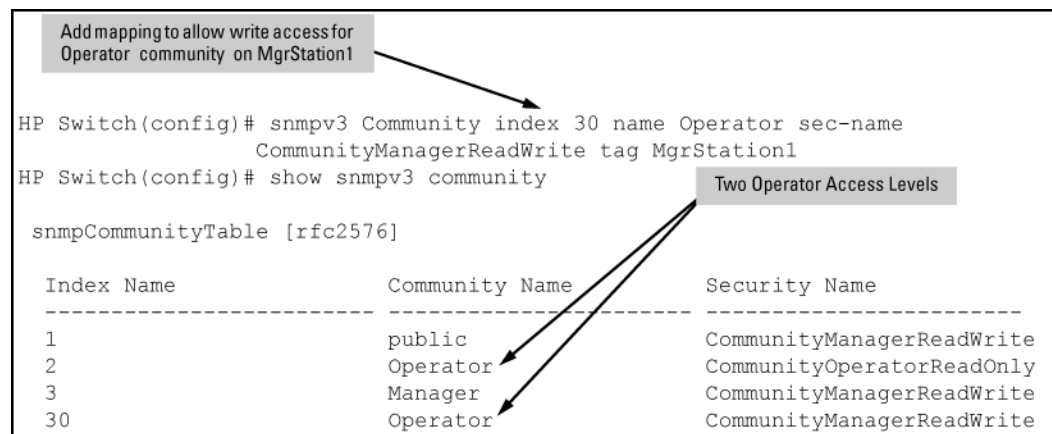 Add mapping to allow write access for
Operator community on MgrStation1
HP Switch(config)# snmpv3 Community index 30 name Operator sec-name
CommunityManagerReadWrite tag MgrStation1
HP Switch(config)# show snmpv3 community
Two Operator Access Levels
snmpCommunityTable [rfc2576]
Index Name Community Name Security Name
------------------------- ----------------------- ------------------------
1 public CommunityManagerReadWrite
2 Operator CommunityOperatorReadOnly
3 Manager CommunityManagerReadWrite
30 Operator CommunityManagerReadWrite